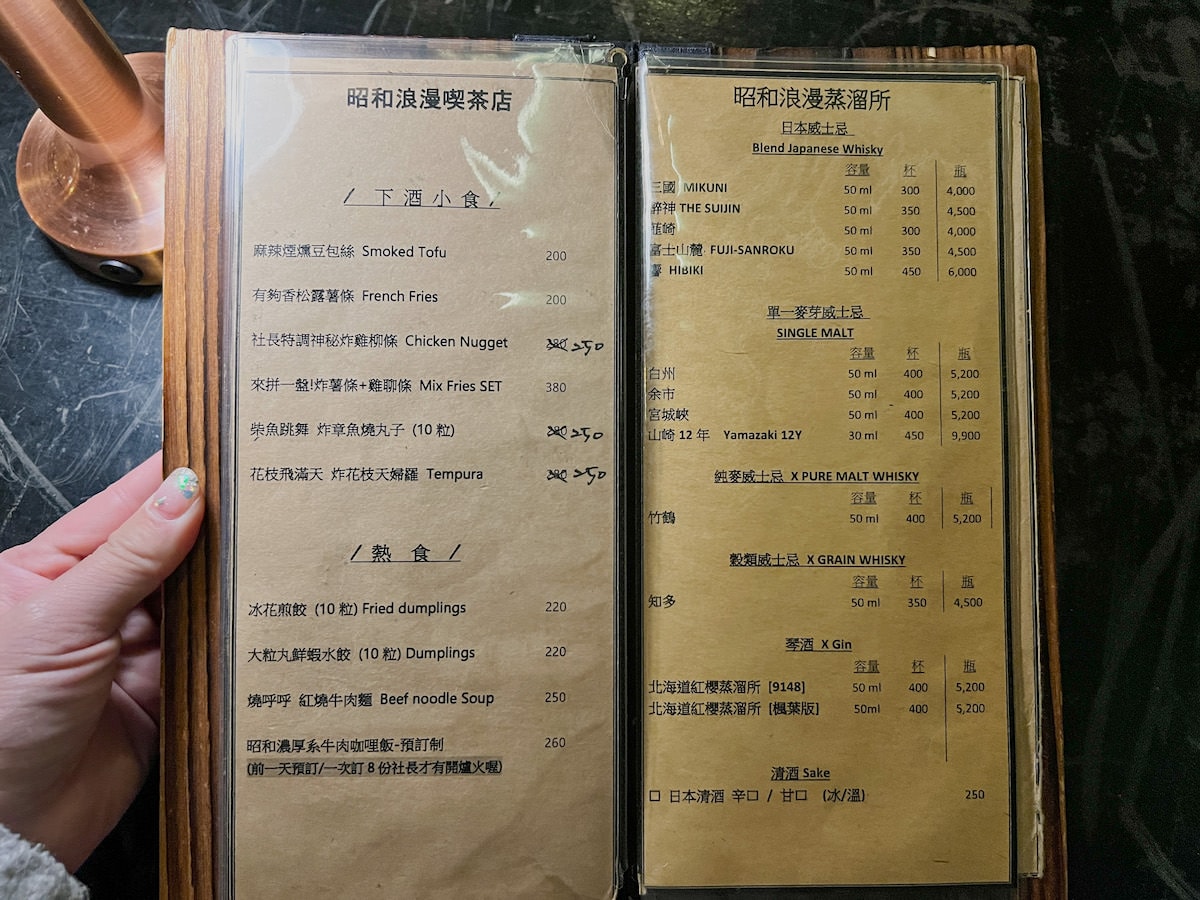 昭和浪漫喫茶店
/ 下酒小食 /
麻辣煙燻豆包絲 Smoked Tofu 200
有夠香松露薯條 French Fries 200
社長特調神秘炸雞柳條 Chicken Nugget 250
來拼一盤!炸薯條+雞聊條 Mix Fries SET 380
柴魚跳舞 炸章魚燒丸子 (10 粒) 250
花枝飛滿天 炸花枝天婦羅 Tempura 250
/ 熱 食 /
冰花煎餃 (10 粒) Fried dumplings 220
大粒丸鮮蝦水餃 (10 粒) Dumplings 220
燒呼呼 紅燒牛肉麵 Beef noodle Soup 250
昭和濃厚系牛肉咖哩飯-預訂制 260
(前一天預訂/一次訂 8 份社長才有開爐火喔)
昭和浪漫蒸溜所
日本威士忌
Blend Japanese Whisky
容量 杯 瓶
三國 MIKUNI 50 ml 300 4,000
醉神 THE SUIJIN 50 ml 350 4,500
韮崎 50 ml 300 4,000
富士山麓 FUJI-SANROKU 50 ml 350 4,500
響 HIBIKI 50 ml 450 6,000
單一麥芽威士忌
SINGLE MALT
容量 杯 瓶
白州 50 ml 400 5,200
余市 50 ml 400 5,200
宮城峽 50 ml 400 5,200
山崎 12 年 Yamazaki 12Y 30 ml 450 9,900
純麥威士忌 X PURE MALT WHISKY
容量 杯 瓶
竹鶴 50 ml 400 5,200
穀類威士忌 X GRAIN WHISKY
容量 杯 瓶
知多 50 ml 350 4,500
琴酒 X Gin
容量 杯 瓶
北海道紅櫻蒸溜所 [9148] 50 ml 400 5,200
北海道紅櫻蒸溜所 [楓葉版] 50ml 400 5,200
清酒 Sake
口 日本清酒 辛口 / 甘口 (冰/溫) 250